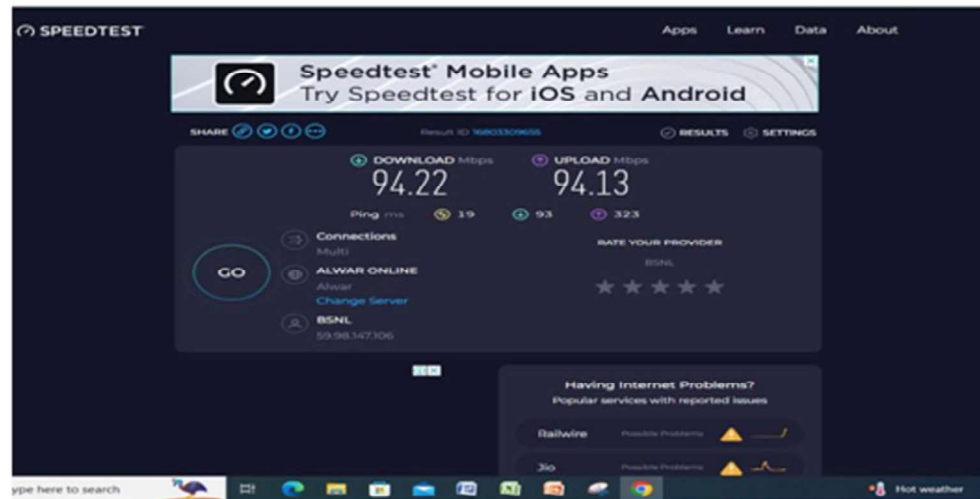 SPEEDTEST
Apps Learn Data About
Speedtest® Mobile Apps
Try Speedtest for iOS and Android
SHARE Result ID 16803309655 RESULTS SETTINGS
DOWNLOAD Mbps UPLOAD Mbps
94.22 94.13
Ping ms 19 93 323
Connections
Multi
RATE YOUR PROVIDER
BSNL
GO
ALWAR ONLINE
Alwar
Change Server
BSNL
59.98.147.106
Having Internet Problems?
Popular services with reported issues
Railwire Possible Problems
Jio Possible Problems
ype here to search Hot weather